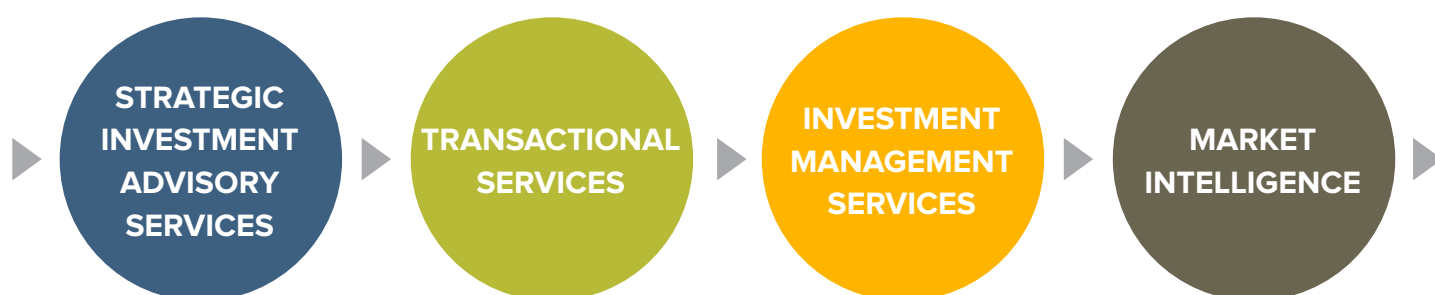 STRATEGIC
INVESTMENT
ADVISORY
SERVICES
TRANSACTIONAL
SERVICES
INVESTMENT
MANAGEMENT
SERVICES
MARKET
INTELLIGENCE